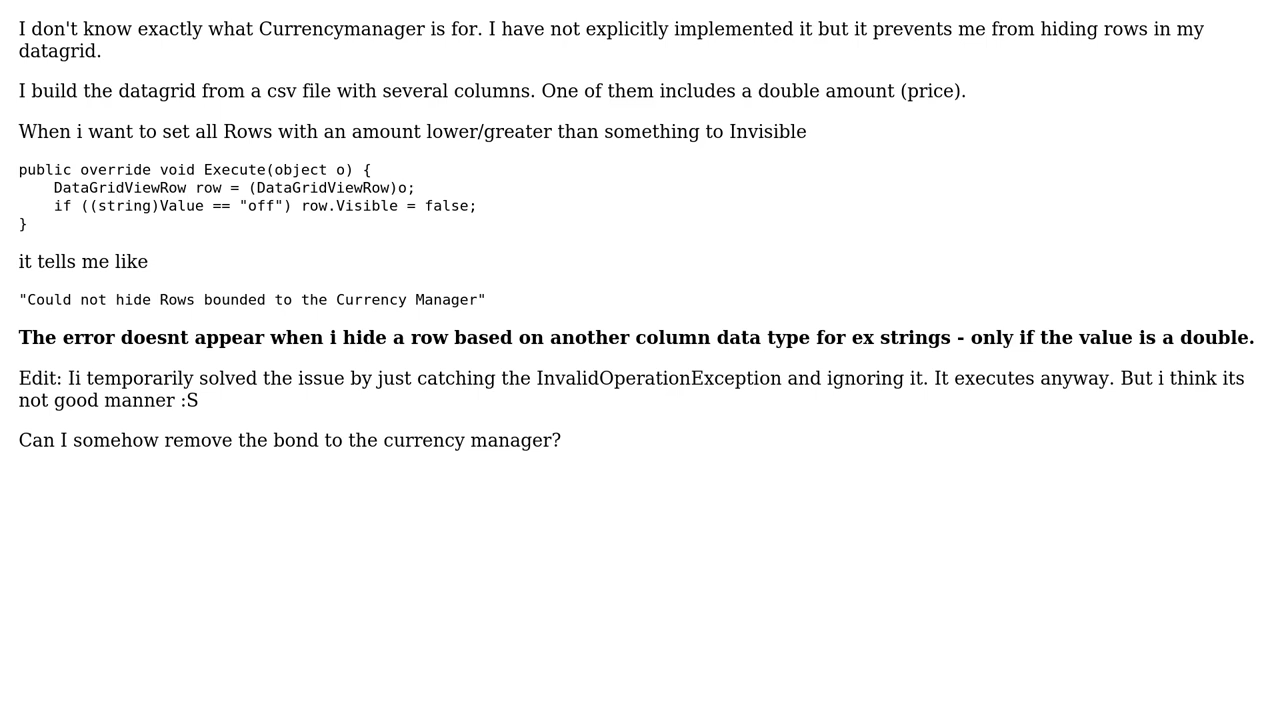 I don't know exactly what Currencymanager is for. I have not explicitly implemented it but it prevents me from hiding rows in my
datagrid.
I build the datagrid from a csv file with several columns. One of them includes a double amount (price).
When i want to set all Rows with an amount lower/greater than something to Invisible
public override void Execute(object o) {
    DataGridViewRow row = (DataGridViewRow)o;
    if ((string)Value == "off") row.Visible = false;
}
it tells me like
"Could not hide Rows bounded to the Currency Manager"
The error doesnt appear when i hide a row based on another column data type for ex strings - only if the value is a double.
Edit: Ii temporarily solved the issue by just catching the InvalidOperationException and ignoring it. It executes anyway. But i think its
not good manner :S
Can I somehow remove the bond to the currency manager?